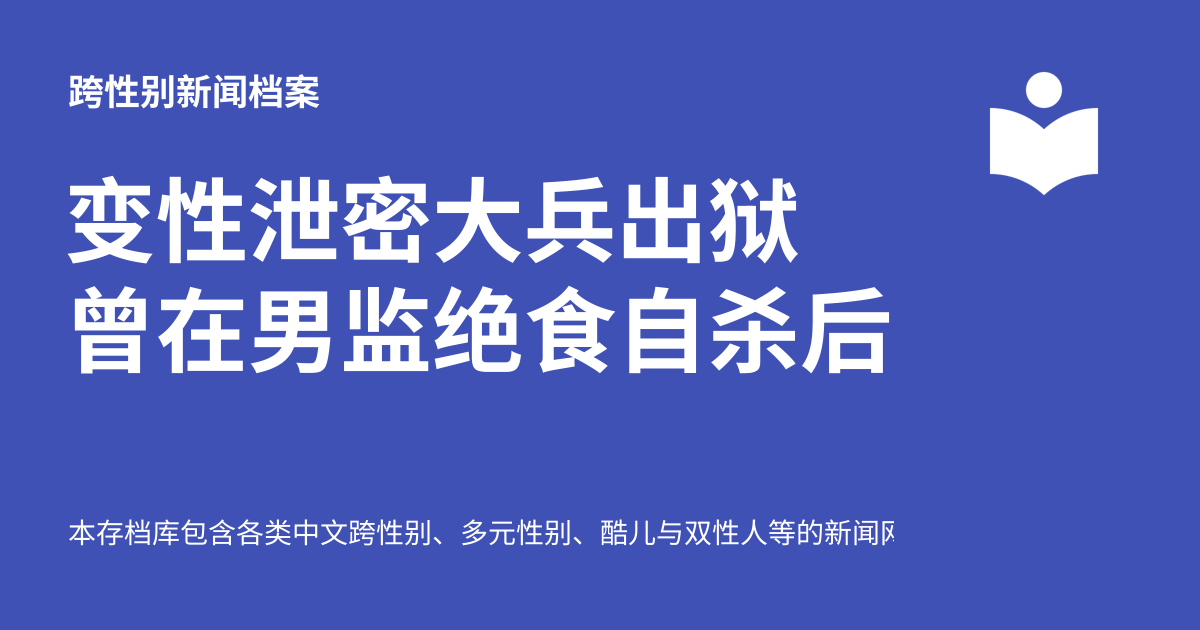 跨性别新闻档案
变性泄密大兵出狱
曾在男监绝食自杀后
本存档库包含各类中文跨性别、多元性别、酷儿与双性人等的新闻